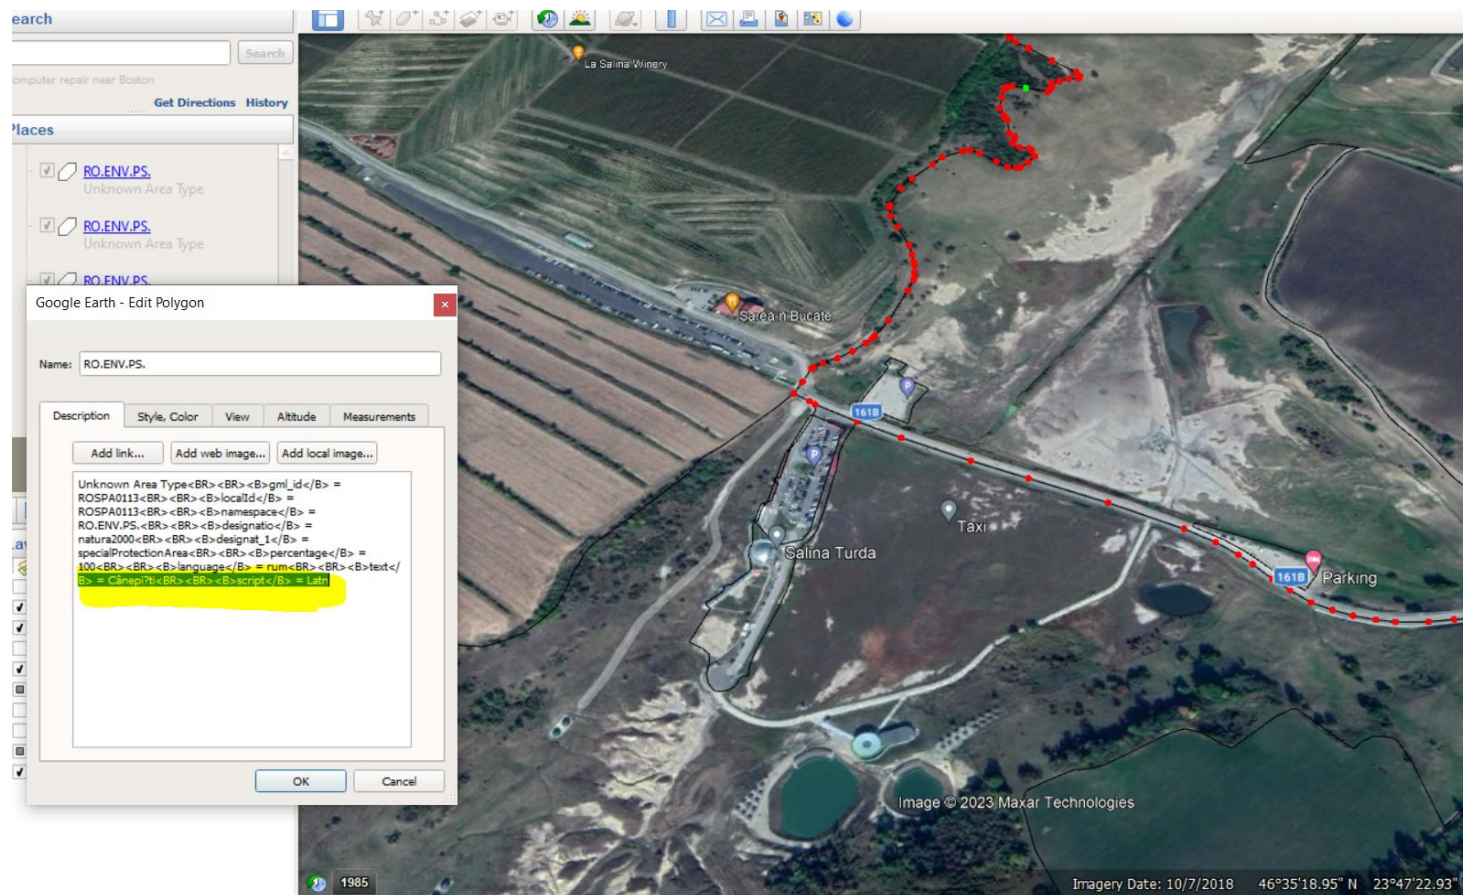 earch
Search
omputer repair near Boston
Get Directions History
Places
RO.ENV.PS.
Unknown Area Type
RO.ENV.PS.
Unknown Area Type
RO.ENV.PS.
Google Earth - Edit Polygon
Name: RO.ENV.PS.
Description Style, Color View Altitude Measurements
Add link... Add web image... Add local image...
Unknown Area Type<BR><BR><B>gml_id</B> =
ROSPA0113<BR><BR><B>localId</B> =
ROSPA0113<BR><BR><B>namespace</B> =
RO.ENV.PS.<BR><BR><B>designatio</B> =
natura2000<BR><BR><B>designat_1</B> =
specialProtectionArea<BR><BR><B>percentage</B> =
100<BR><BR><B>language</B> = rum<BR><BR><B>text</
B> = Cânepi?ti<BR><BR><B>script</B> = Latn
OK Cancel
La Salina Winery
Sarea'n Bucate
P
161B
P
Taxi
Salina Turda
161B
Parking
Image © 2023 Maxar Technologies
1985
Imagery Date: 10/7/2018 46°35'18.95" N 23°47'22.93"